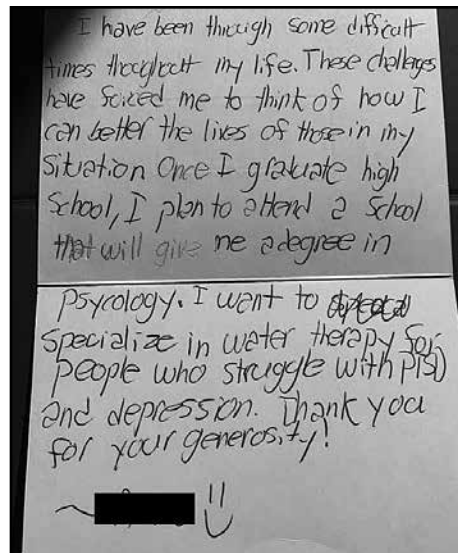 I have been through some difficult
times thoughout my life. These challenges
have forced me to think of how I
can better the lives of those in my
situation Once I graduate high
School, I plan to attend a School
that will give me a degree in
psycology. I want to
specialize in water therapy for
people who struggle with PTSD
and depression. Thank you
for your generosity!